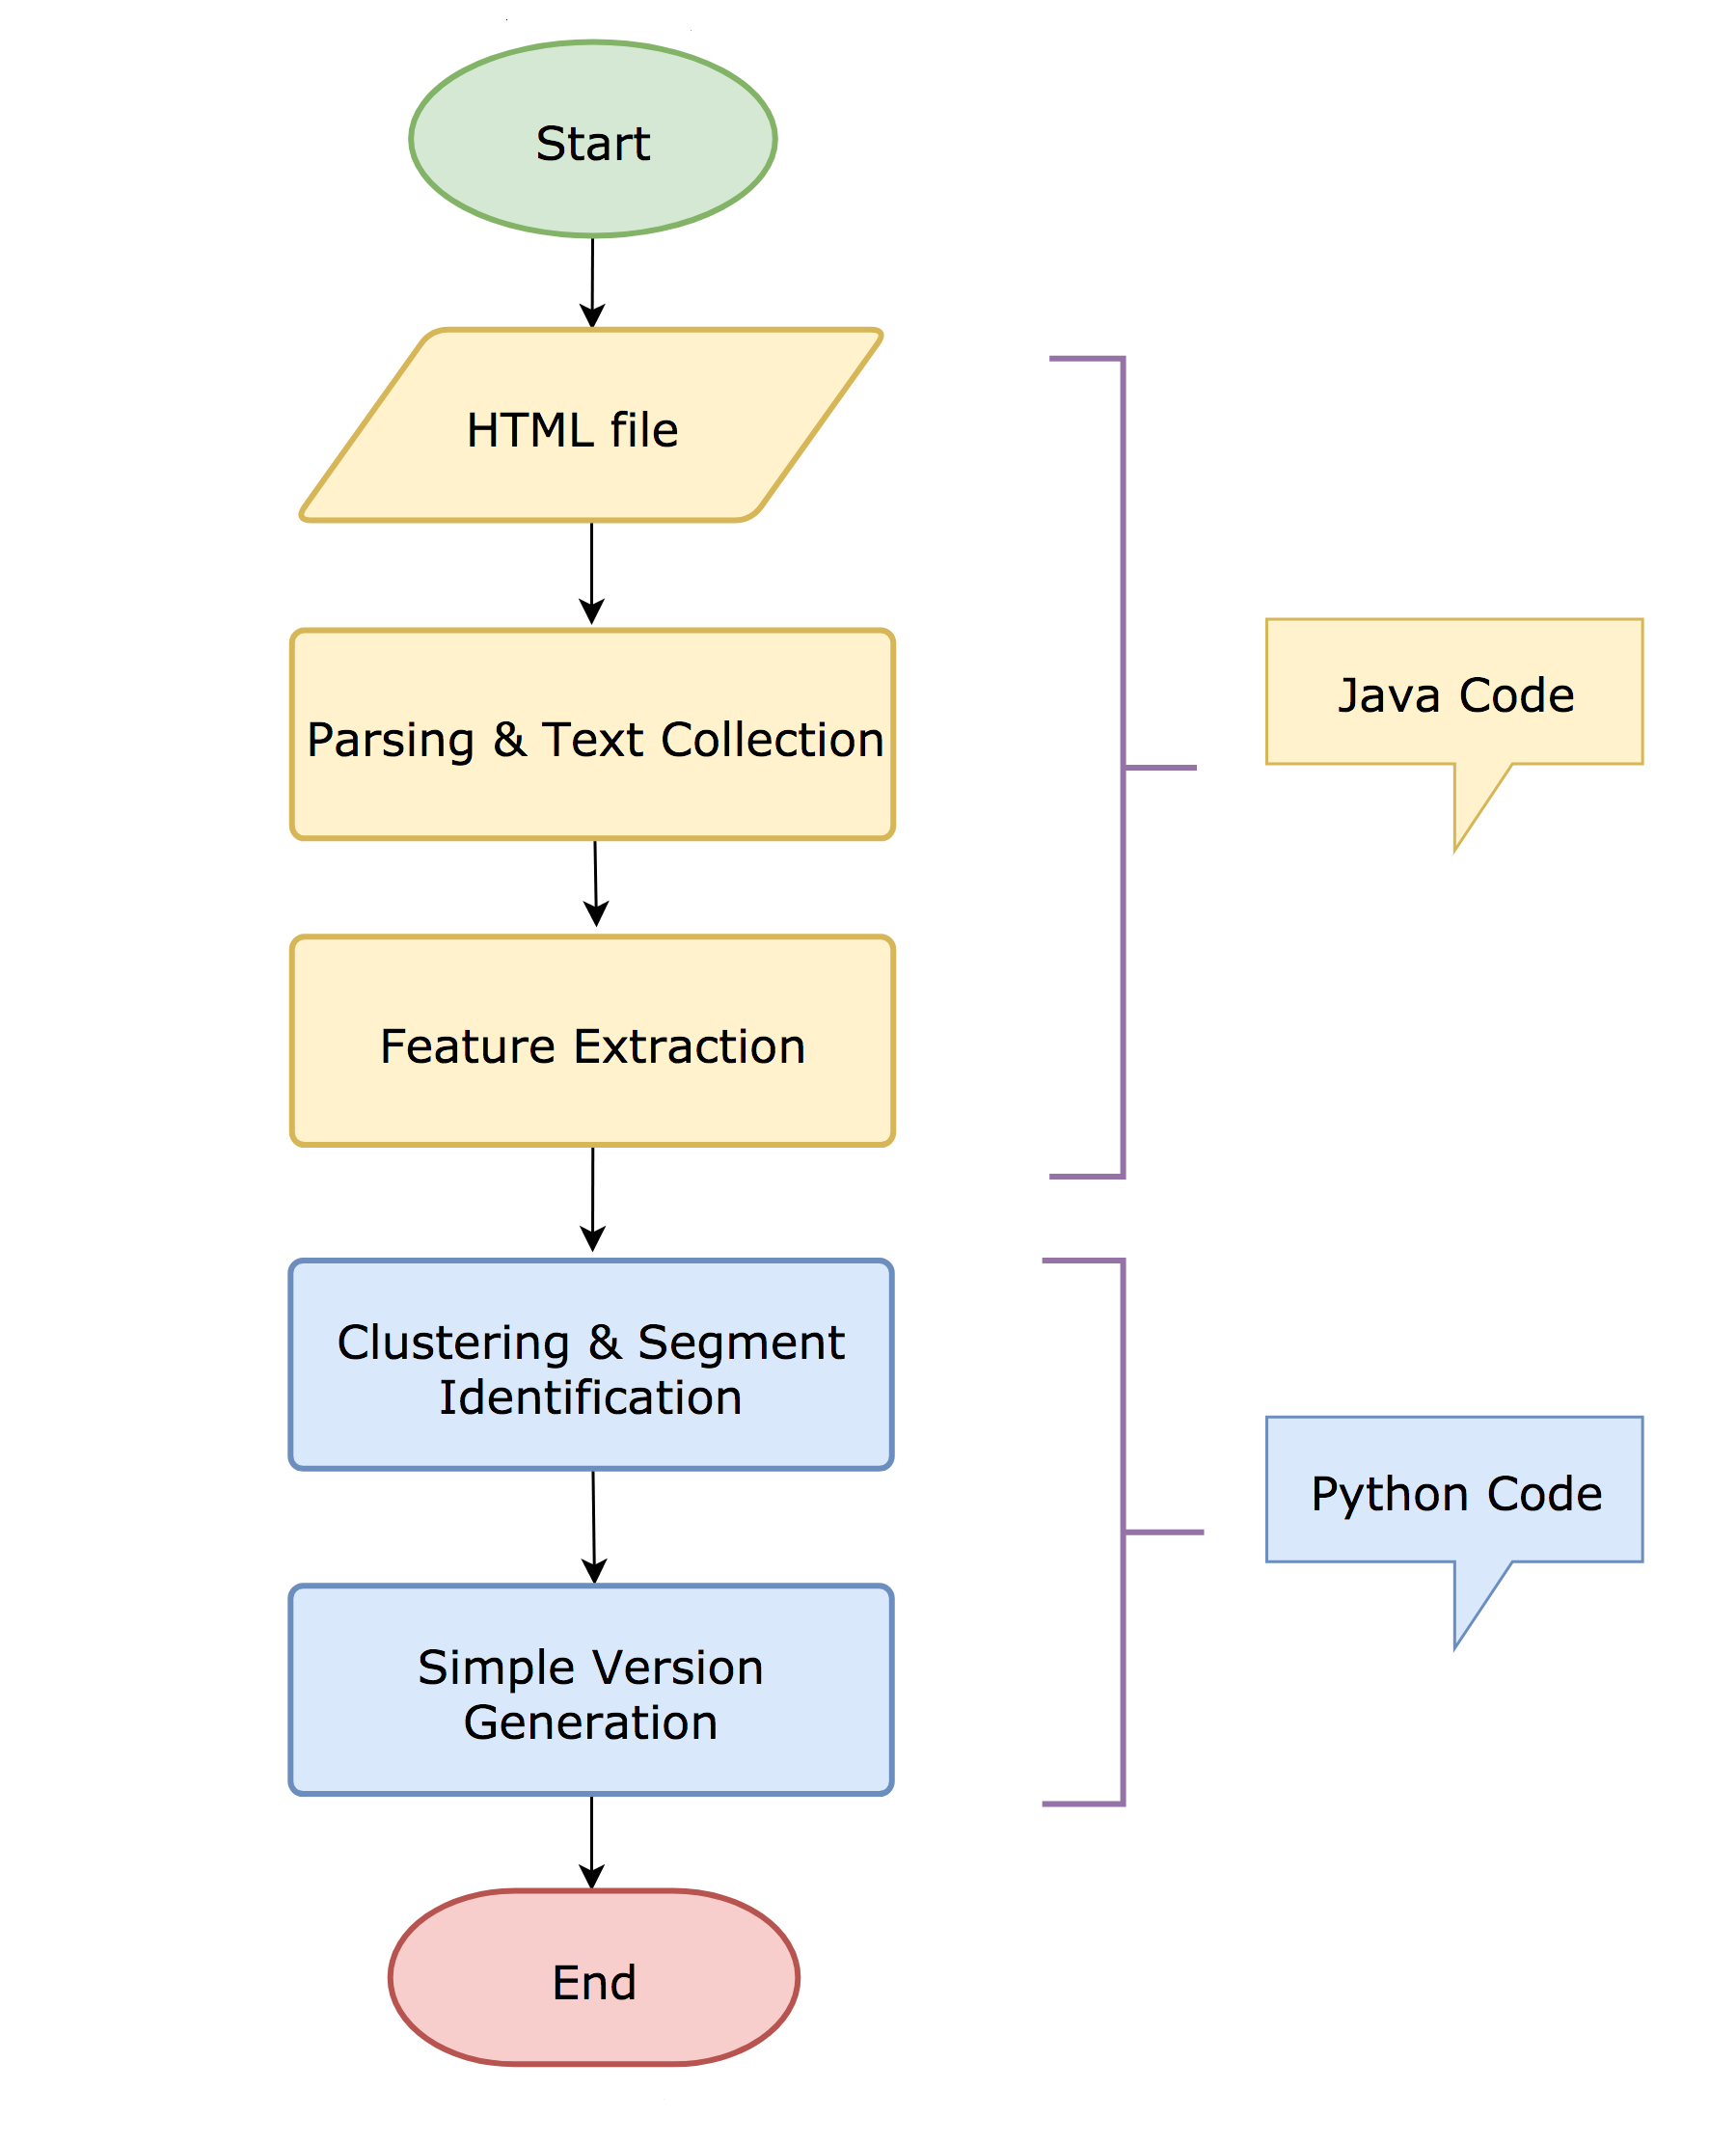 Start
HTML file
Parsing & Text Collection
Java Code
Feature Extraction
Clustering & Segment
Identification
Python Code
Simple Version
Generation
End